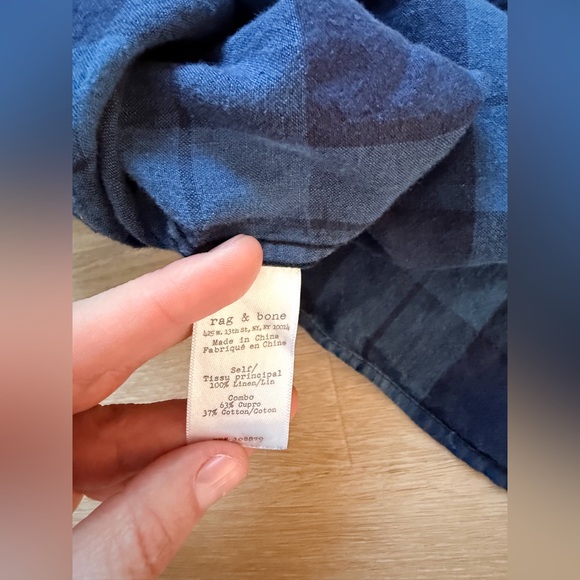 rag & bone
425 W. 13th St, NY, NY 10014
Made in China
Fabriqué en Chine
Self/
Tissu principal
100% Linen/Lin
Combo
63% Cupro
37% Cotton/Coton